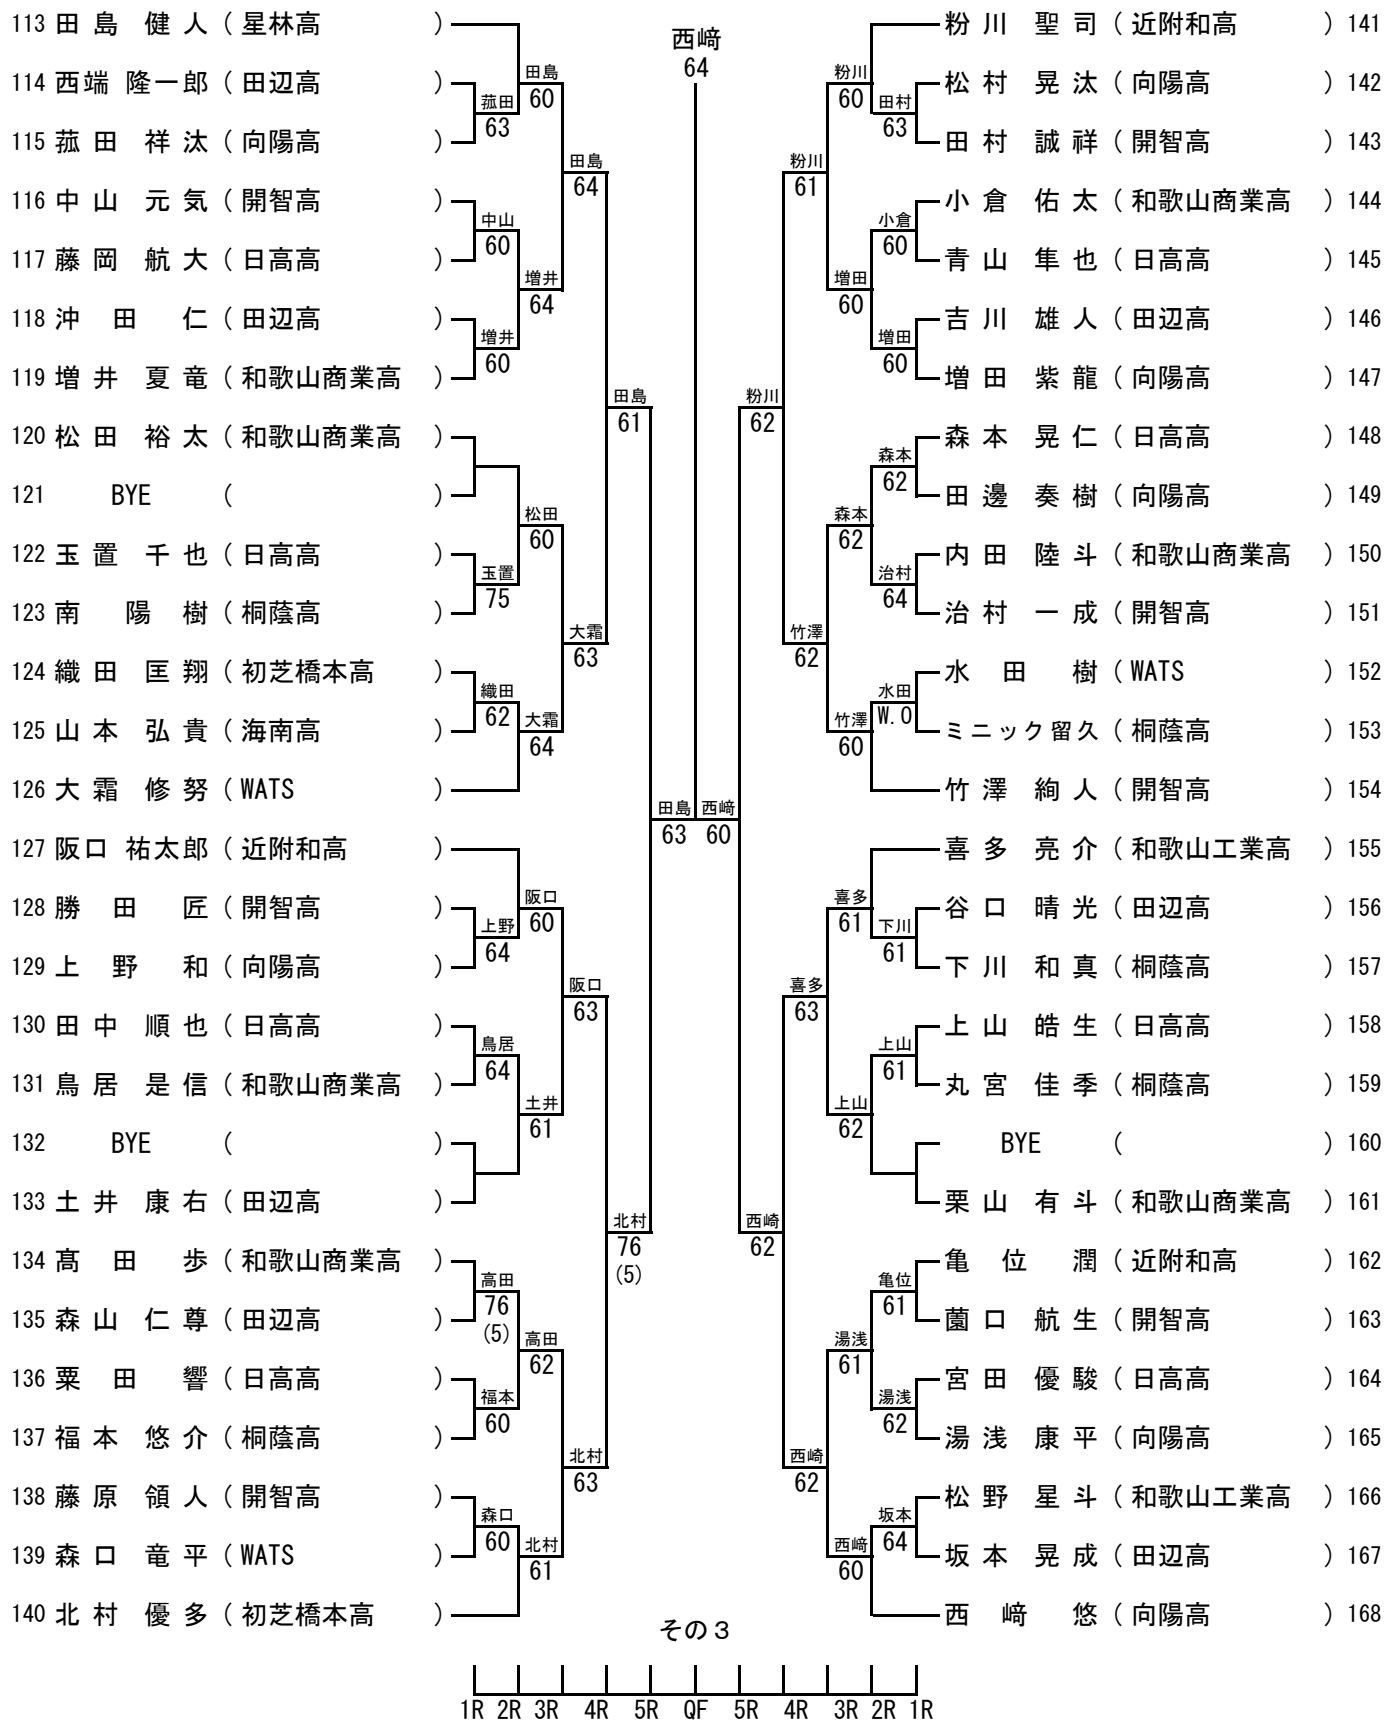 西﨑
64
113 田島 健人 ( 星林高 )
114 西端 隆一郎 ( 田辺高 )
115 菰田 祥汰 ( 向陽高 )
116 中山 元気 ( 開智高 )
117 藤岡 航大 ( 日高高 )
118 沖田 仁 ( 田辺高 )
119 増井 夏竜 ( 和歌山商業高 )
120 松田 裕太 ( 和歌山商業高 )
121 BYE ( )
122 玉置 千也 ( 日高高 )
123 南 陽樹 ( 桐蔭高 )
124 織田 匡翔 ( 初芝橋本高 )
125 山本 弘貴 ( 海南高 )
126 大霜 修努 ( WATS )
127 阪口 祐太郎 ( 近附和高 )
128 勝田 匠 ( 開智高 )
129 上野 和 ( 向陽高 )
130 田中 順也 ( 日高高 )
131 鳥居 是信 ( 和歌山商業高 )
132 BYE ( )
133 土井 康右 ( 田辺高 )
134 髙田 歩 ( 和歌山商業高 )
135 森山 仁尊 ( 田辺高 )
136 粟田 響 ( 日高高 )
137 福本 悠介 ( 桐蔭高 )
138 藤原 領人 ( 開智高 )
139 森口 竜平 ( WATS )
140 北村 優多 ( 初芝橋本高 )
菰田
63
中山
60
増井
60
玉置
75
織田
62
上野
64
鳥居
64
高田
76
(5)
福本
60
森口
60
田島
60
増井
64
松田
60
大霜
64
阪口
60
土井
61
高田
62
北村
61
田島
64
大霜
63
阪口
63
北村
63
田島
61
北村
76
(5)
田島
63
西﨑
60
粉川
62
西﨑
62
粉川
61
竹澤
62
喜多
63
西﨑
62
粉川
60
増田
60
森本
62
竹澤
60
喜多
61
上山
62
湯浅
61
西﨑
60
田村
63
小倉
60
増田
60
森本
62
治村
64
水田
W.O
下川
61
上山
61
亀位
61
湯浅
62
坂本
64
粉川 聖司 ( 近附和高 ) 141
松村 晃汰 ( 向陽高 ) 142
田村 誠祥 ( 開智高 ) 143
小倉 佑太 ( 和歌山商業高 ) 144
青山 隼也 ( 日高高 ) 145
吉川 雄人 ( 田辺高 ) 146
増田 紫龍 ( 向陽高 ) 147
森本 晃仁 ( 日高高 ) 148
田邊 奏樹 ( 向陽高 ) 149
内田 陸斗 ( 和歌山商業高 ) 150
治村 一成 ( 開智高 ) 151
水田 樹 ( WATS ) 152
ミニック留久 ( 桐蔭高 ) 153
竹澤 絢人 ( 開智高 ) 154
喜多 亮介 ( 和歌山工業高 ) 155
谷口 晴光 ( 田辺高 ) 156
下川 和真 ( 桐蔭高 ) 157
上山 皓生 ( 日高高 ) 158
丸宮 佳季 ( 桐蔭高 ) 159
BYE ( ) 160
栗山 有斗 ( 和歌山商業高 ) 161
亀位 潤 ( 近附和高 ) 162
薗口 航生 ( 開智高 ) 163
宮田 優駿 ( 日高高 ) 164
湯浅 康平 ( 向陽高 ) 165
松野 星斗 ( 和歌山工業高 ) 166
坂本 晃成 ( 田辺高 ) 167
西﨑 悠 ( 向陽高 ) 168
その３
1R 2R 3R 4R 5R QF 5R 4R 3R 2R 1R